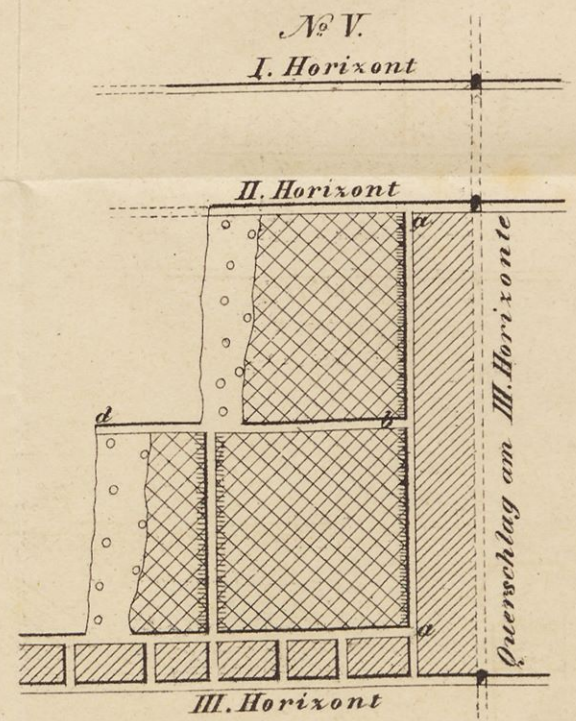 No V.
I. Horizont
II. Horizont
a
d
b
a
Querschlag am III. Horizonte
III. Horizont